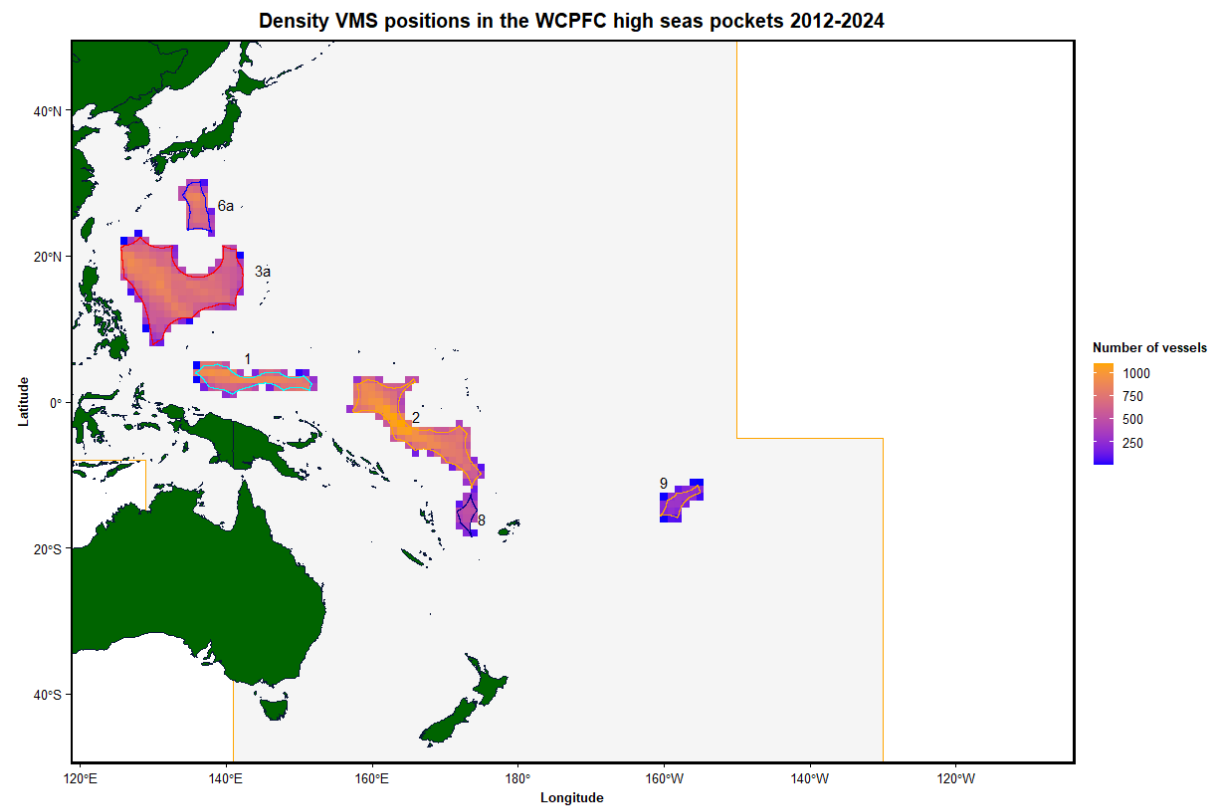 Density VMS positions in the WCPFC high seas pockets 2012-2024
40°N
6a
20°N
3a
1
Number of vessels
1000
750
500
250
Latitude
0°
2
9
8
20°S
40°S
120°E
140°E
160°E
180°
160°W
140°W
120°W
Longitude